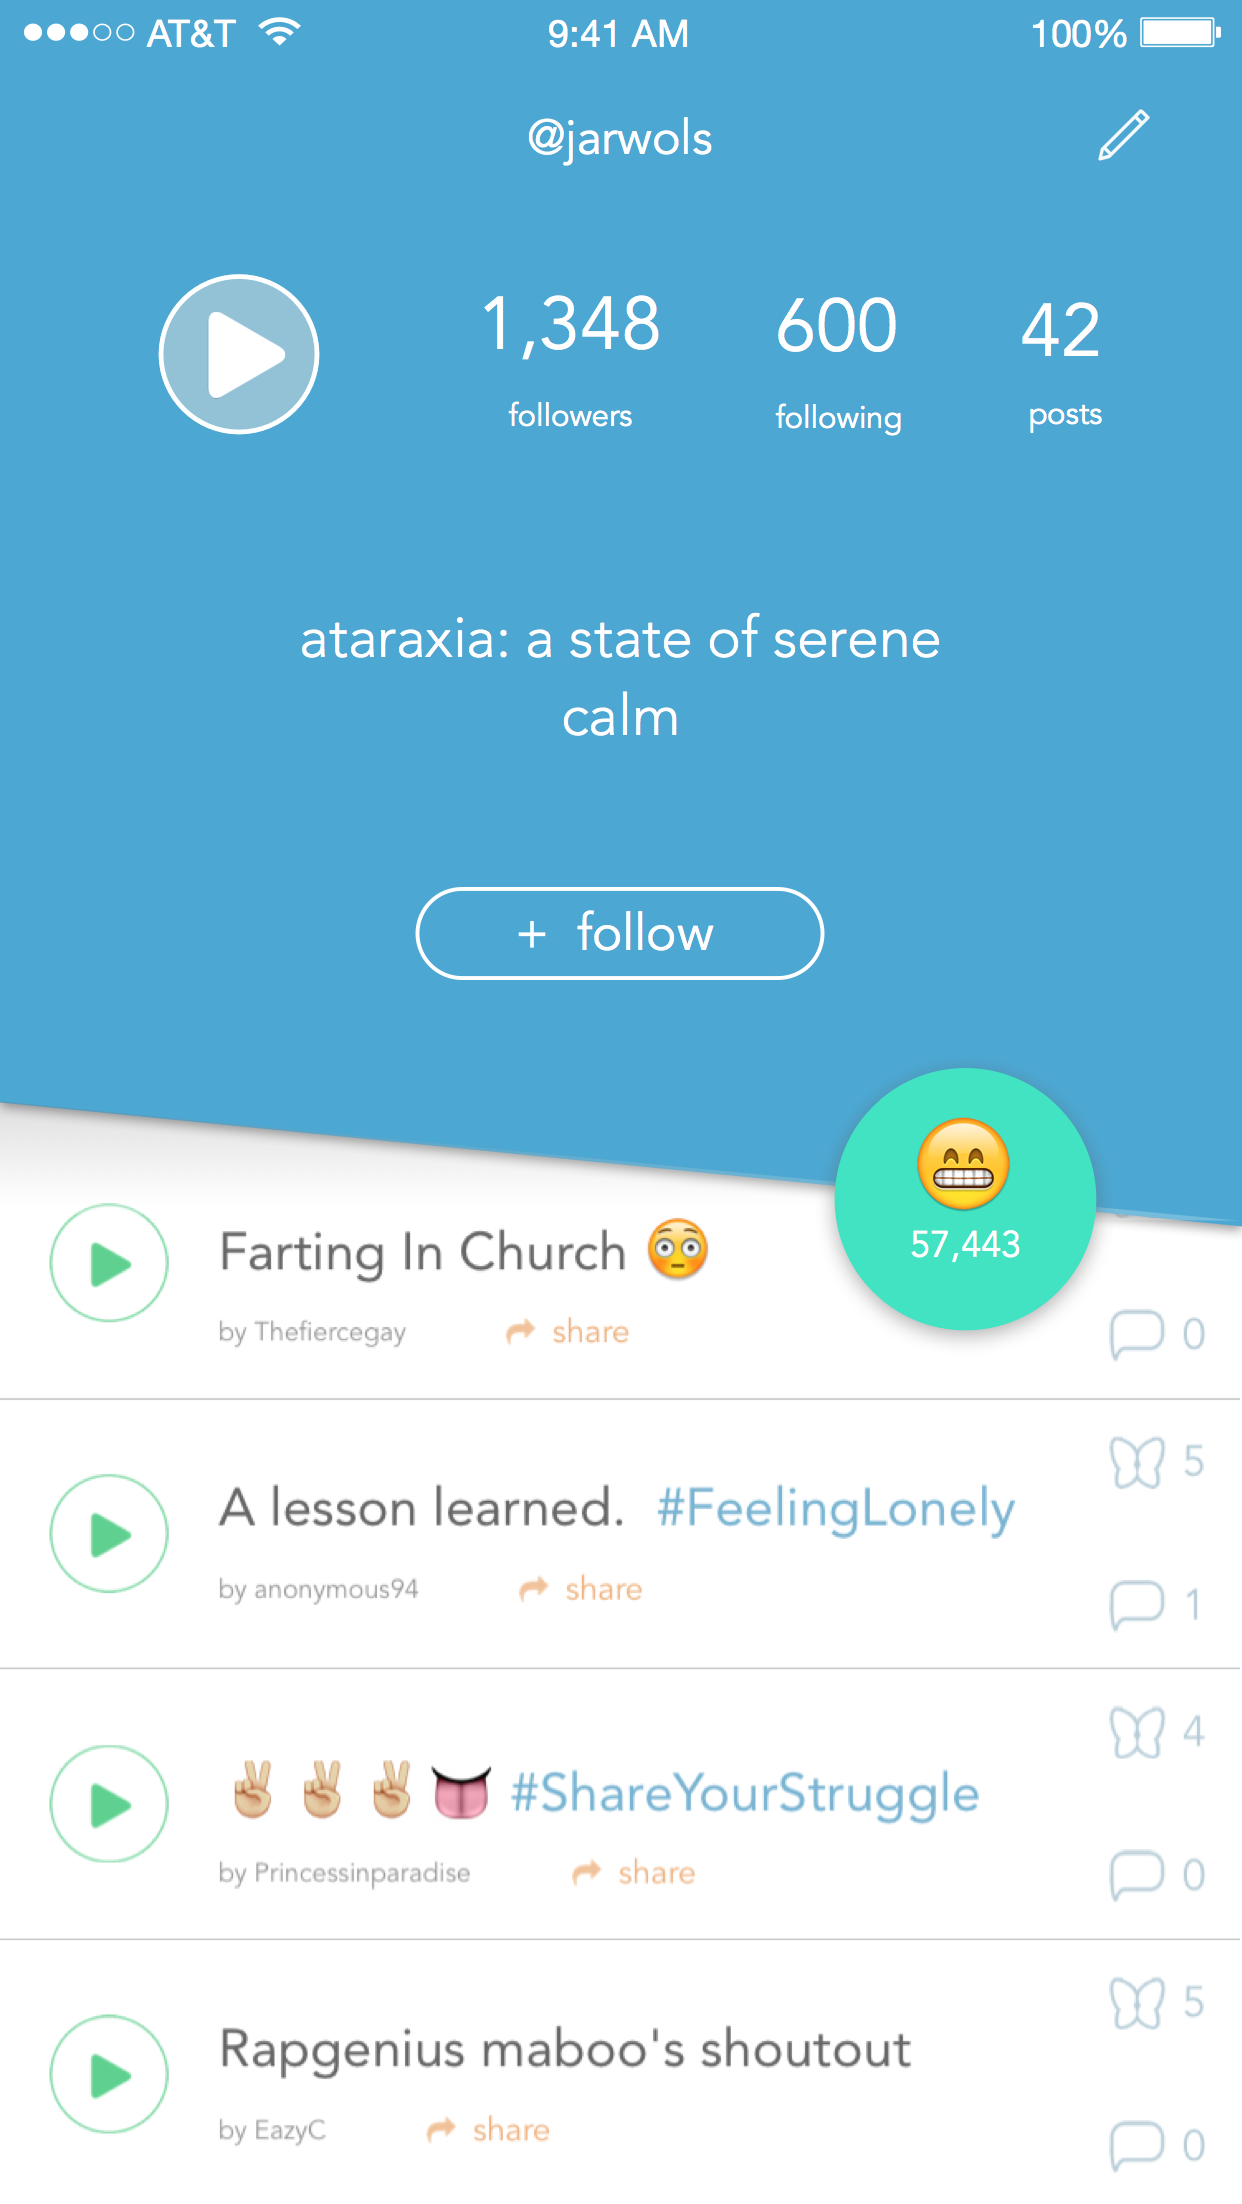 AT&T 9:41 AM 100%
@jarwols
1,348 600 42
followers following posts
ataraxia: a state of serene
calm
+ follow
57,443
Farting In Church 😳
by Thefiercegay share
0
5
A lesson learned. #FeelingLonely
by anonymous94 share
1
4
✌✌✌👅 #ShareYourStruggle
by Princessinparadise share
0
5
Rapgenius maboo's shoutout
by EazyC share
0